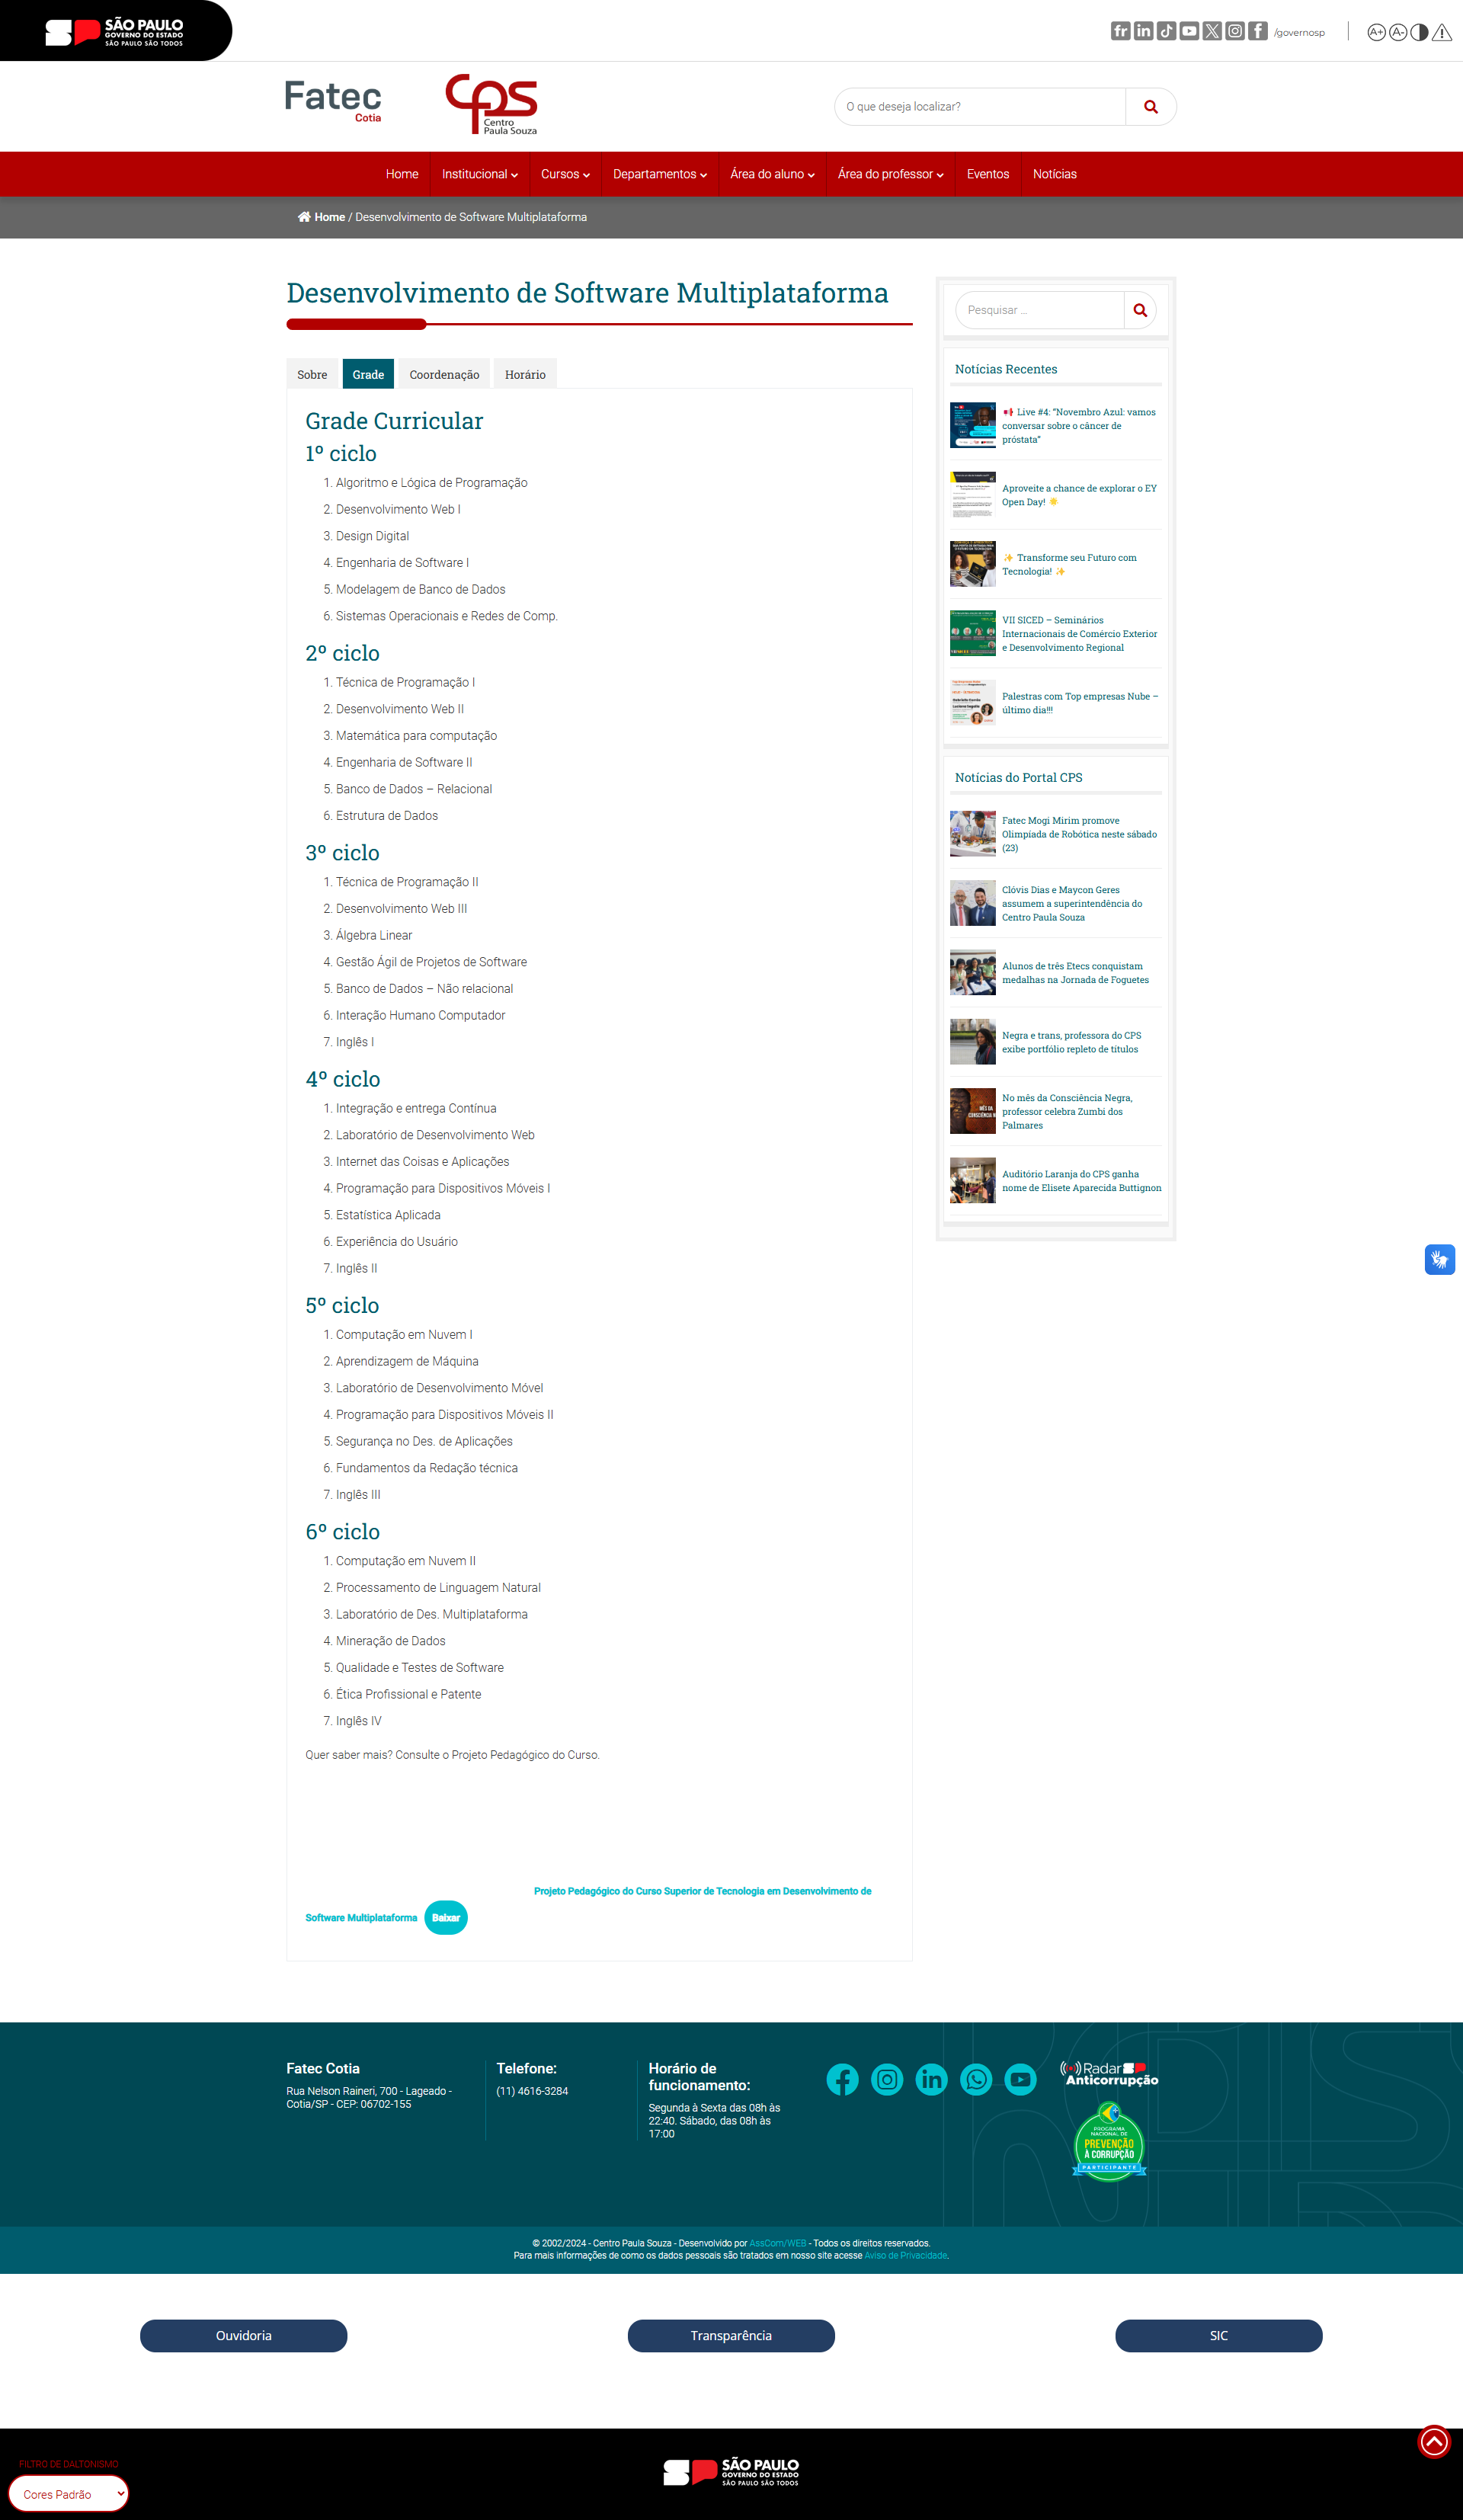 SÃO PAULO
GOVERNO DO ESTADO
SÃO PAULO SÃO TODOS
/governosp
A+
A-
Fatec
Cotia
CPS
Centro
Paula Souza
O que deseja localizar?
Home
Institucional
Cursos
Departamentos
Área do aluno
Área do professor
Eventos
Notícias
Home / Desenvolvimento de Software Multiplataforma
Desenvolvimento de Software Multiplataforma
Sobre
Grade
Coordenação
Horário
Grade Curricular
1º ciclo
1. Algoritmo e Lógica de Programação
2. Desenvolvimento Web I
3. Design Digital
4. Engenharia de Software I
5. Modelagem de Banco de Dados
6. Sistemas Operacionais e Redes de Comp.
2º ciclo
1. Técnica de Programação I
2. Desenvolvimento Web II
3. Matemática para computação
4. Engenharia de Software II
5. Banco de Dados – Relacional
6. Estrutura de Dados
3º ciclo
1. Técnica de Programação II
2. Desenvolvimento Web III
3. Álgebra Linear
4. Gestão Ágil de Projetos de Software
5. Banco de Dados – Não relacional
6. Interação Humano Computador
7. Inglês I
4º ciclo
1. Integração e entrega Contínua
2. Laboratório de Desenvolvimento Web
3. Internet das Coisas e Aplicações
4. Programação para Dispositivos Móveis I
5. Estatística Aplicada
6. Experiência do Usuário
7. Inglês II
5º ciclo
1. Computação em Nuvem I
2. Aprendizagem de Máquina
3. Laboratório de Desenvolvimento Móvel
4. Programação para Dispositivos Móveis II
5. Segurança no Des. de Aplicações
6. Fundamentos da Redação técnica
7. Inglês III
6º ciclo
1. Computação em Nuvem II
2. Processamento de Linguagem Natural
3. Laboratório de Des. Multiplataforma
4. Mineração de Dados
5. Qualidade e Testes de Software
6. Ética Profissional e Patente
7. Inglês IV
Quer saber mais? Consulte o Projeto Pedagógico do Curso.
Projeto Pedagógico do Curso Superior de Tecnologia em Desenvolvimento de
Software Multiplataforma
Baixar
Pesquisar ...
Notícias Recentes
Live #4: “Novembro Azul: vamos
conversar sobre o câncer de
próstata”
Aproveite a chance de explorar o EY
Open Day!
Transforme seu Futuro com
Tecnologia!
VII SICED – Seminários
Internacionais de Comércio Exterior
e Desenvolvimento Regional
Palestras com Top empresas Nube –
último dia!!!
Notícias do Portal CPS
Fatec Mogi Mirim promove
Olimpíada de Robótica neste sábado
(23)
Clóvis Dias e Maycon Geres
assumem a superintendência do
Centro Paula Souza
Alunos de três Etecs conquistam
medalhas na Jornada de Foguetes
Negra e trans, professora do CPS
exibe portfólio repleto de títulos
MÊS DA
No mês da Consciência Negra,
professor celebra Zumbi dos
Palmares
Auditório Laranja do CPS ganha
nome de Elisete Aparecida Buttignon
Fatec Cotia
Rua Nelson Raineri, 700 - Lageado -
Cotia/SP - CEP: 06702-155
Telefone:
(11) 4616-3284
Horário de
funcionamento:
Segunda à Sexta das 08h às
22:40. Sábado, das 08h às
17:00
Radar
Anticorrupção
PROGRAMA
NACIONAL DE
PREVENÇÃO
À CORRUPÇÃO
PARTICIPANTE
© 2002/2024 - Centro Paula Souza - Desenvolvido por AssCom/WEB - Todos os direitos reservados.
Para mais informações de como os dados pessoais são tratados em nosso site acesse Aviso de Privacidade.
Ouvidoria
Transparência
SIC
FILTRO DE DALTONISMO
Cores Padrão
SÃO PAULO
GOVERNO DO ESTADO
SÃO PAULO SÃO TODOS